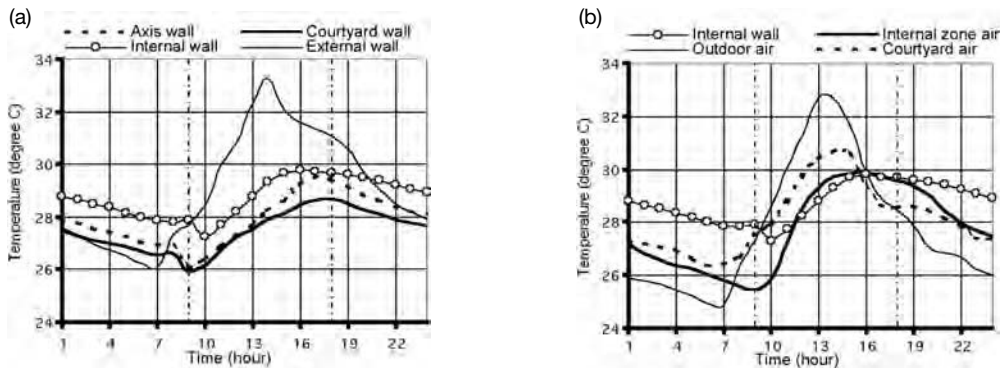 (a)
Axis wall Courtyard wall
Internal wall External wall
34
32
30
28
26
24
Temperature (degree C)
1 4 7 10 13 16 19 22
Time (hour)
(b)
Internal wall Internal zone air
Outdoor air Courtyard air
34
32
30
28
26
24
Temperature (degree C)
1 4 7 10 13 16 19 22
Time (hour)